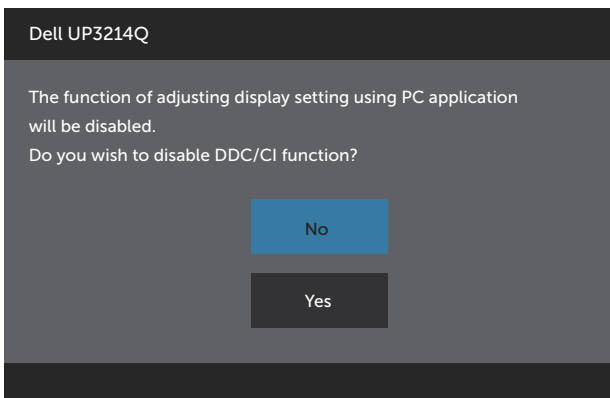 Dell UP3214Q
The function of adjusting display setting using PC application
will be disabled.
Do you wish to disable DDC/CI function?
No
Yes